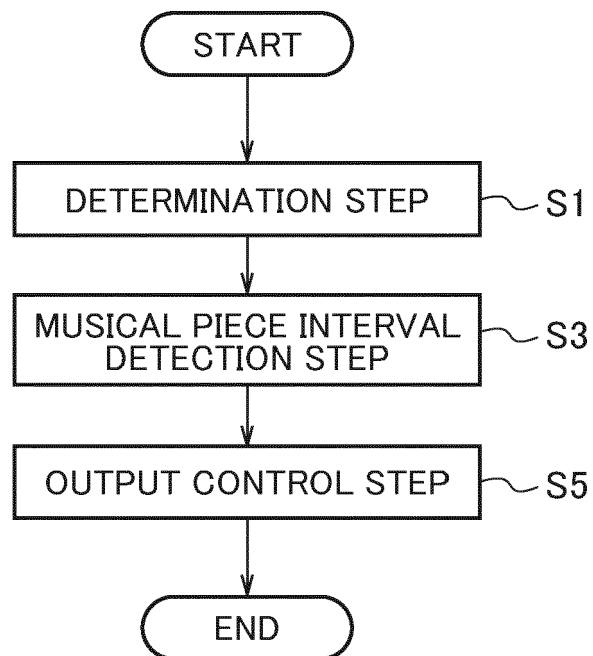 START
DETERMINATION STEP
S1
MUSICAL PIECE INTERVAL
DETECTION STEP
S3
OUTPUT CONTROL STEP
S5
END